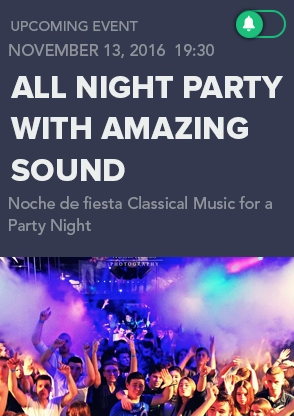 UPCOMING EVENT
NOVEMBER 13, 2016 19:30
ALL NIGHT PARTY
WITH AMAZING
SOUND
Noche de fiesta Classical Music for a
Party Night
PHOTOGRAPHY